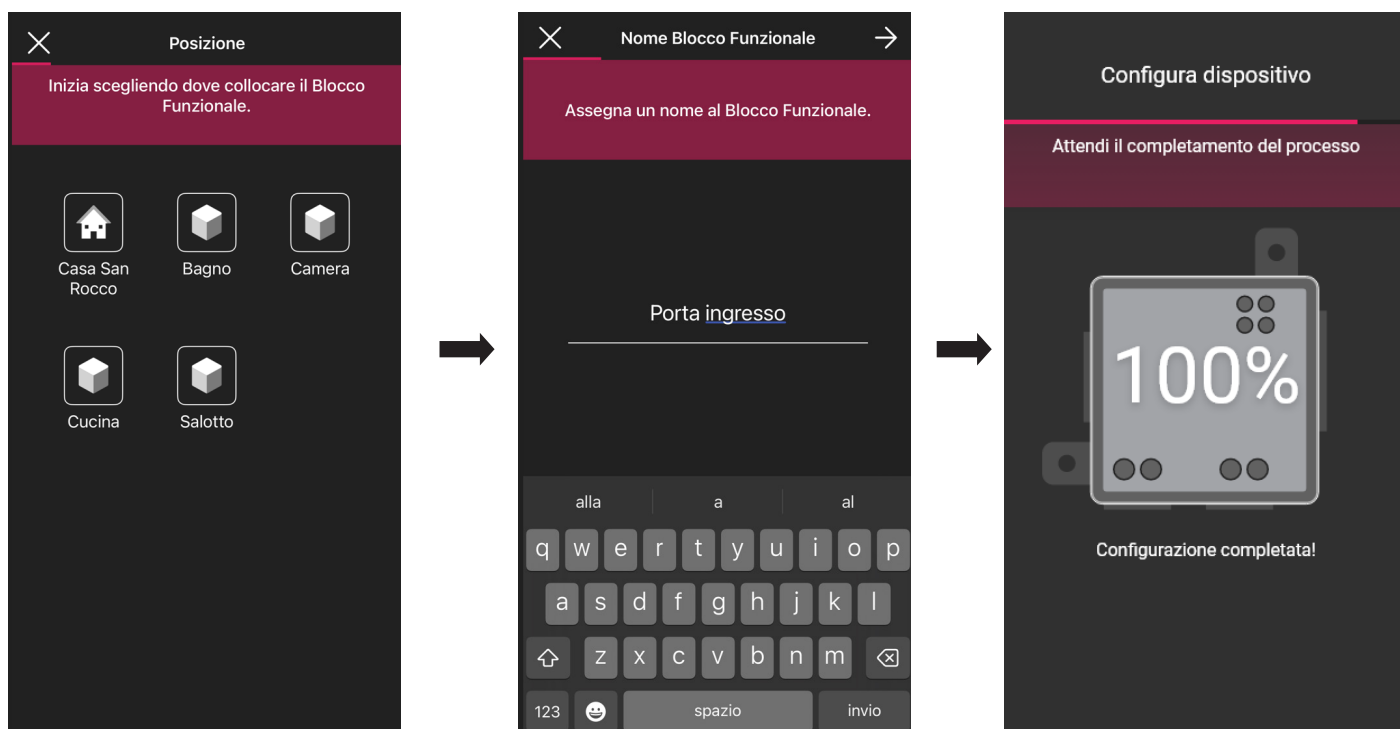 Posizione
Inizia scegliendo dove collocare il Blocco
Funzionale.
Casa San
Rocco
Bagno
Camera
Cucina
Salotto
Nome Blocco Funzionale
Assegna un nome al Blocco Funzionale.
Porta ingresso
alla
a
al
q w e r t y u i o p
a s d f g h j k l
z x c v b n m
123
spazio
invio
Configura dispositivo
Attendi il completamento del processo
100%
Configurazione completata!